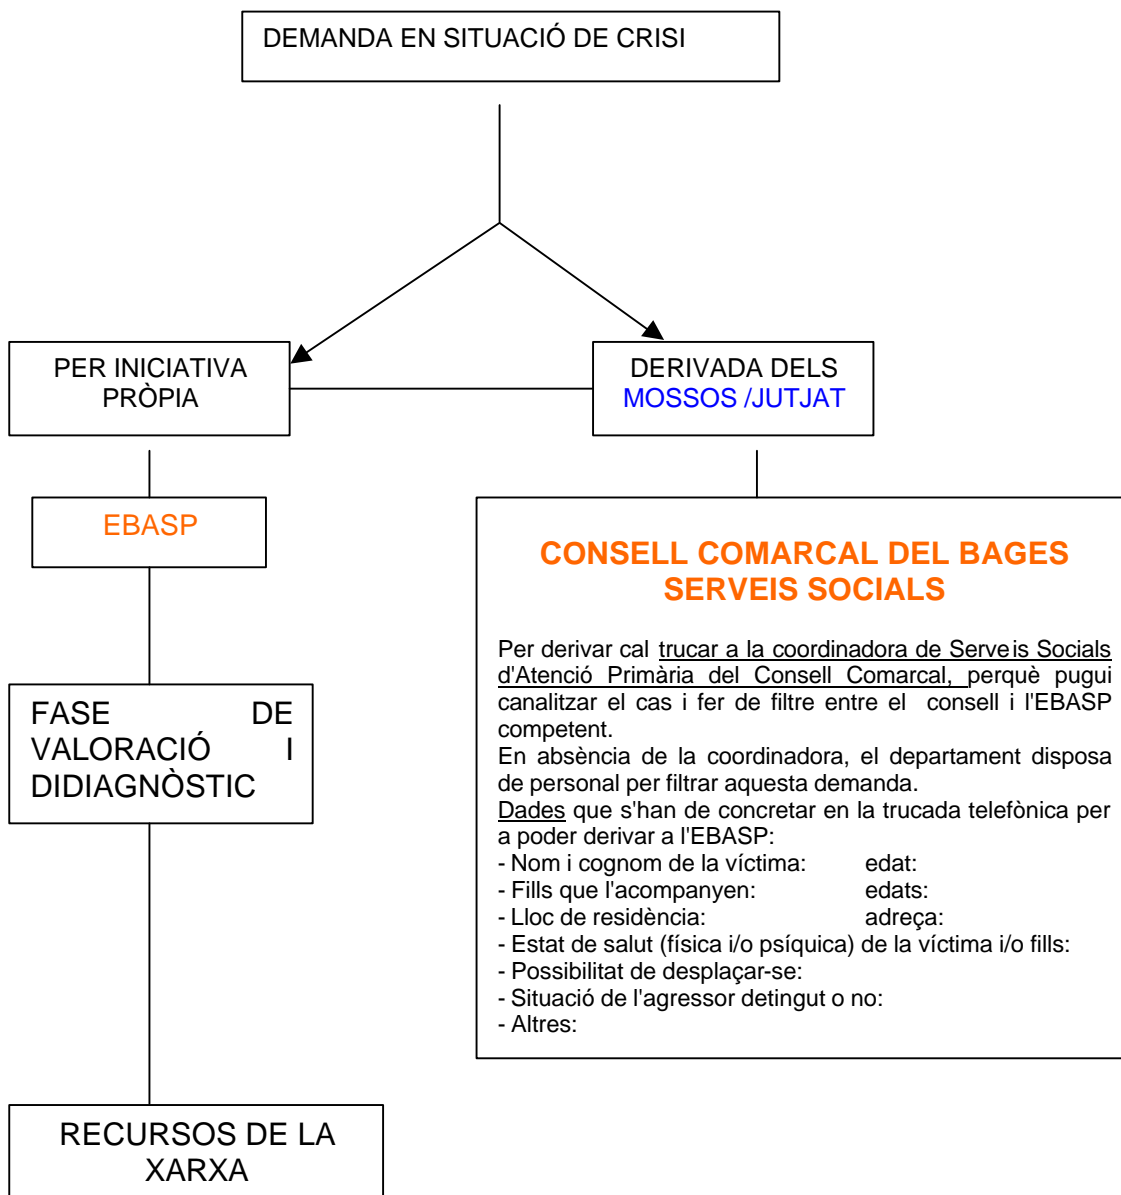 DEMANDA EN SITUACIÓ DE CRISI
PER INICIATIVA
PRÒPIA
DERIVADA DELS
MOSSOS /JUTJAT
EBASP
CONSELL COMARCAL DEL BAGES
SERVEIS SOCIALS
Per derivar cal trucar a la coordinadora de Serveis Socials
d'Atenció Primària del Consell Comarcal, perquè pugui
canalitzar el cas i fer de filtre entre el consell i l'EBASP
competent.
En absència de la coordinadora, el departament disposa
de personal per filtrar aquesta demanda.
Dades que s'han de concretar en la trucada telefònica per
a poder derivar a l'EBASP:
- Nom i cognom de la víctima: edat:
- Fills que l'acompanyen: edats:
- Lloc de residència: adreça:
- Estat de salut (física i/o psíquica) de la víctima i/o fills:
- Possibilitat de desplaçar-se:
- Situació de l'agressor detingut o no:
- Altres:
FASE DE
VALORACIÓ I
DIDIAGNÒSTIC
RECURSOS DE LA
XARXA